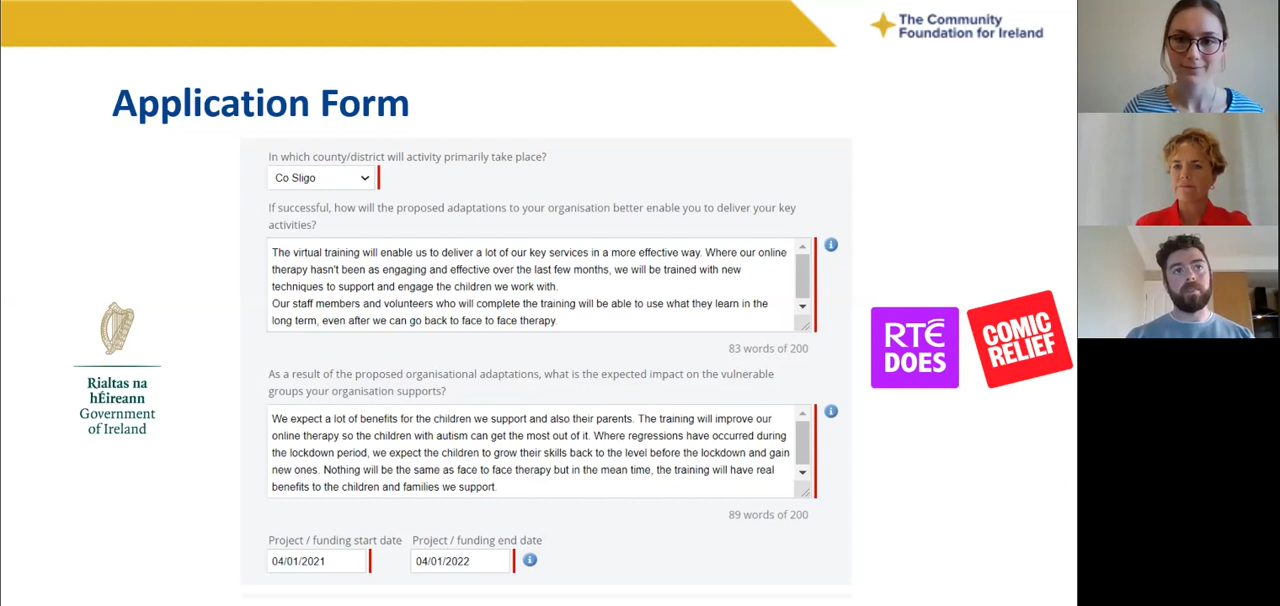 The Community
Foundation for Ireland
Application Form
In which county/district will activity primarily take place?
Co Sligo
If successful, how will the proposed adaptations to your organisation better enable you to deliver your key
activities?
The virtual training will enable us to deliver a lot of our key services in a more effective way. Where our online
therapy hasn't been as engaging and effective over the last few months, we will be trained with new
techniques to support and engage the children we work with.
Our staff members and volunteers who will complete the training will be able to use what they learn in the
long term, even after we can go back to face to face therapy.
83 words of 200
As a result of the proposed organisational adaptations, what is the expected impact on the vulnerable
groups your organisation supports?
We expect a lot of benefits for the children we support and also their parents. The training will improve our
online therapy so the children with autism can get the most out of it. Where regressions have occurred during
the lockdown period, we expect the children to grow their skills back to the level before the lockdown and gain
new ones. Nothing will be the same as face to face therapy but in the mean time, the training will have real
benefits to the children and families we support.
89 words of 200
Project / funding start date
Project / funding end date
04/01/2021
04/01/2022
Rialtas na
hÉireann
Government
of Ireland
RTÉ
DOES
COMIC
RELIEF